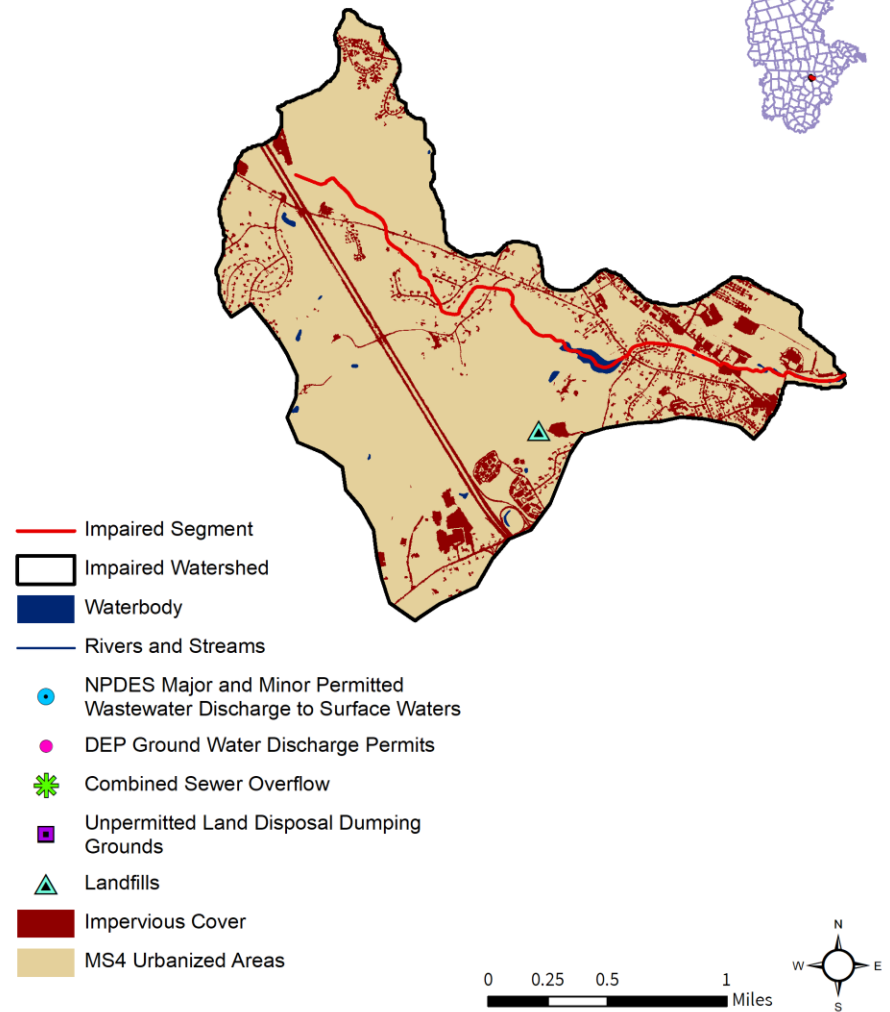 Impaired Segment
Impaired Watershed
Waterbody
Rivers and Streams
NPDES Major and Minor Permitted
Wastewater Discharge to Surface Waters
DEP Ground Water Discharge Permits
Combined Sewer Overflow
Unpermitted Land Disposal Dumping
Grounds
Landfills
Impervious Cover
MS4 Urbanized Areas
N
W E
S
0 0.25 0.5 1
Miles